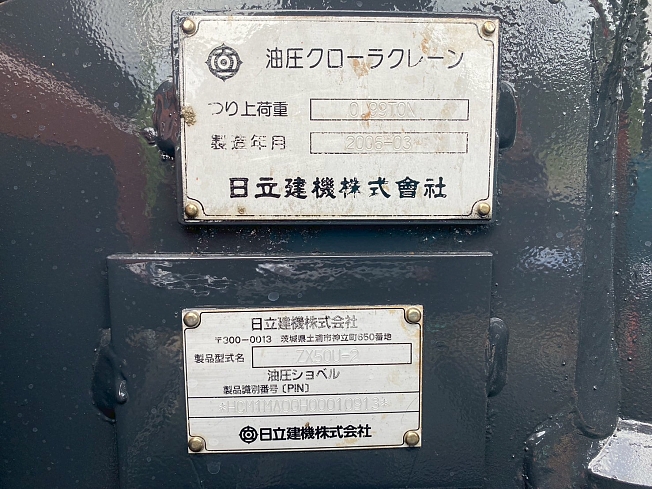 油圧クローラクレーン
つり上荷重 0.99TON
製造年月 2006-03
日立建機株式會社
日立建機株式会社
〒300-0013 茨城県土浦市神立町650番地
製品型式名 ZX50U-2
油圧ショベル
製品識別番号〔PIN〕
日立建機株式会社